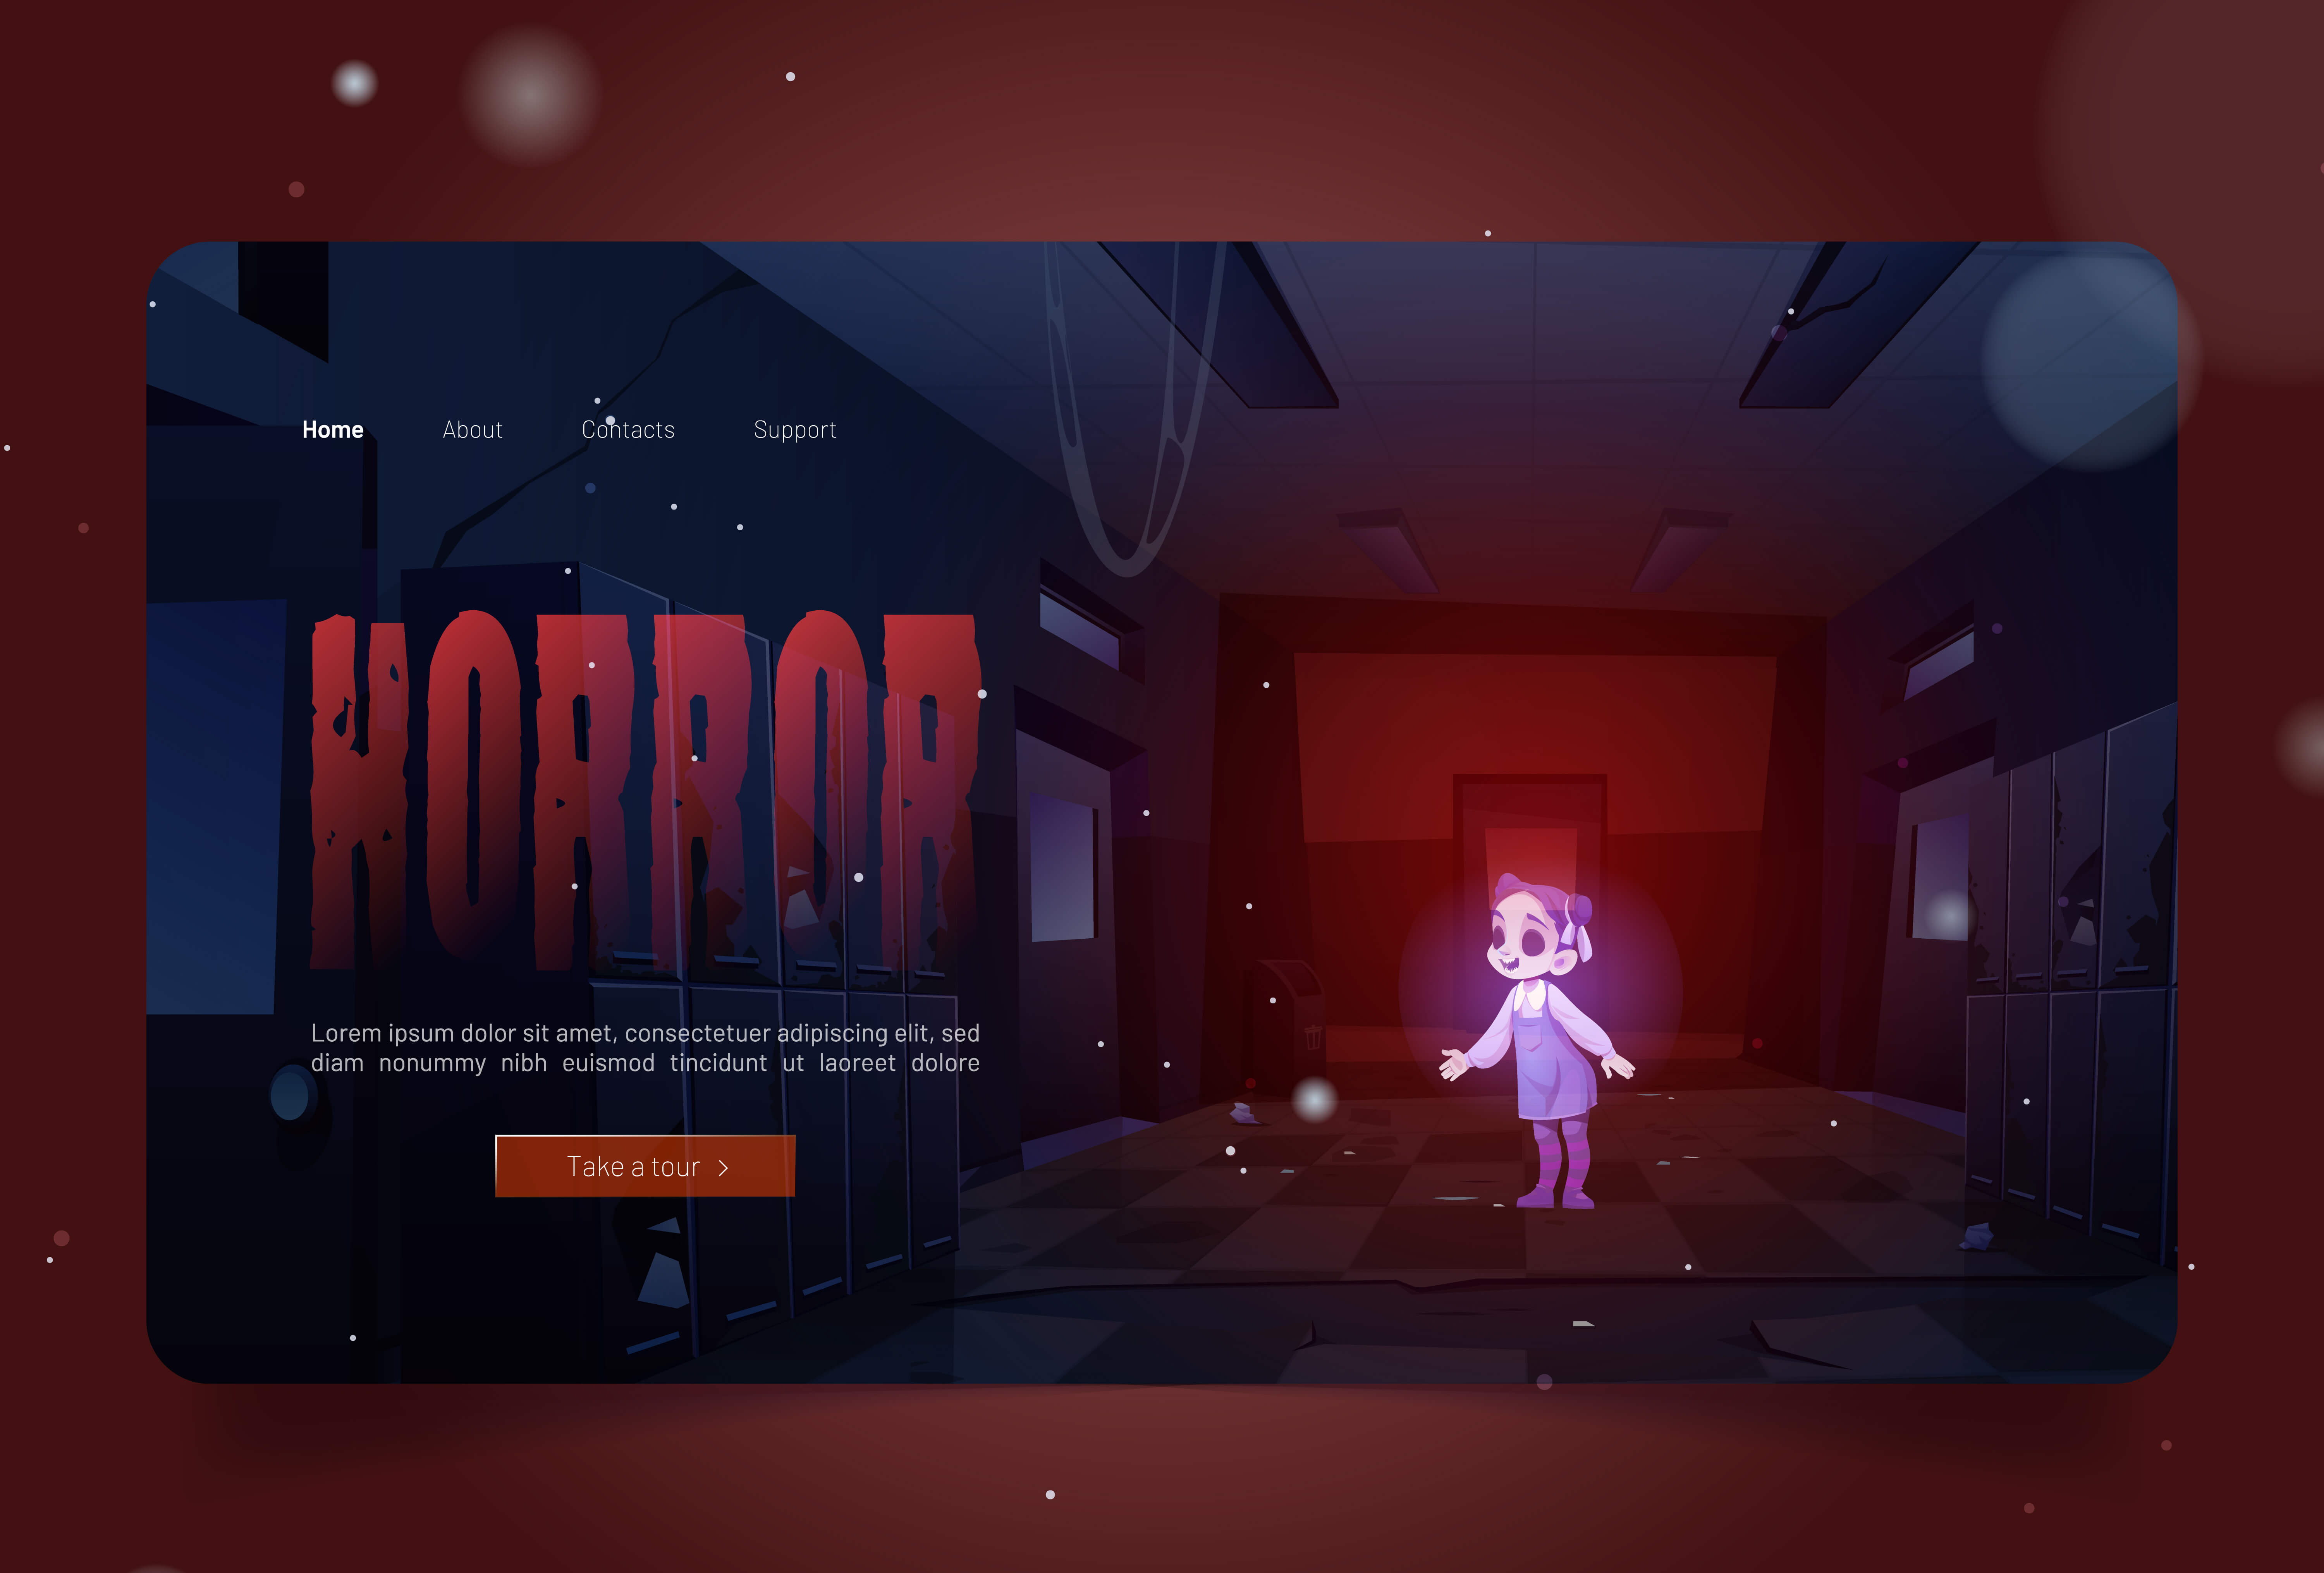 Home About Contacts Support
HORROR
Lorem ipsum dolor sit amet, consectetuer adipiscing elit, sed
diam nonummy nibh euismod tincidunt ut laoreet dolore
Take a tour >